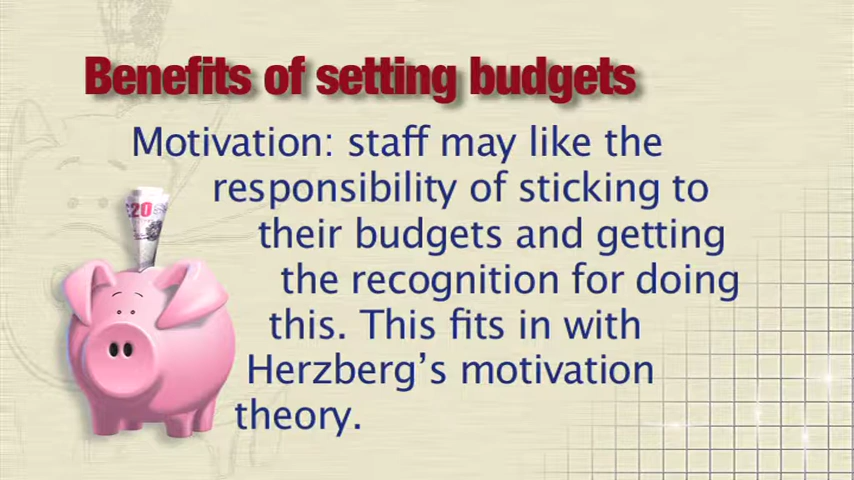 Benefits of setting budgets
Motivation: staff may like the
responsibility of sticking to
their budgets and getting
the recognition for doing
this. This fits in with
Herzberg’s motivation
theory.
£20